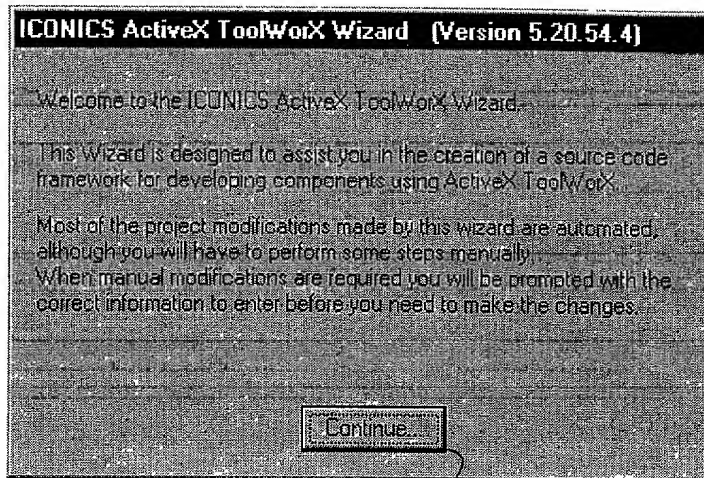 ICONICS ActiveX ToolWorX Wizard (Version 5.20.54.4)
Welcome to the ICONICS ActiveX ToolWorX Wizard.
This Wizard is designed to assist you in the creation of a source code
framework for developing components using ActiveX ToolWorX.
Most of the project modifications made by this wizard are automated,
although you will have to perform some steps manually.
When manual modifications are required you will be prompted with the
correct information to enter before you need to make the changes.
Continue...